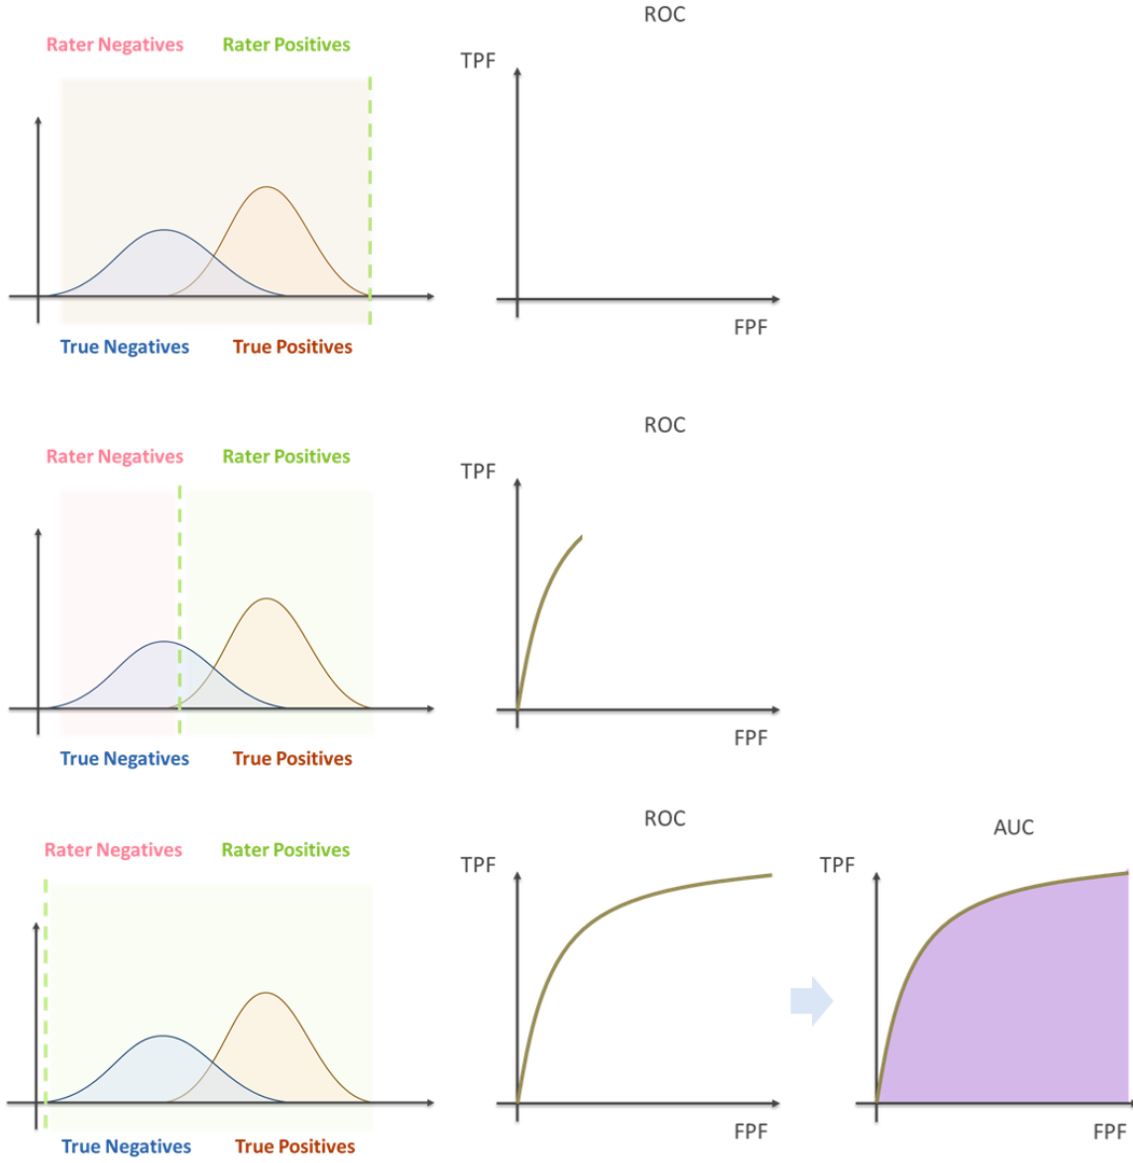 ROC
Rater Negatives Rater Positives
TPF
FPF
True Negatives True Positives
ROC
Rater Negatives Rater Positives
TPF
FPF
True Negatives True Positives
ROC
AUC
Rater Negatives Rater Positives
TPF
TPF
FPF
FPF
True Negatives True Positives